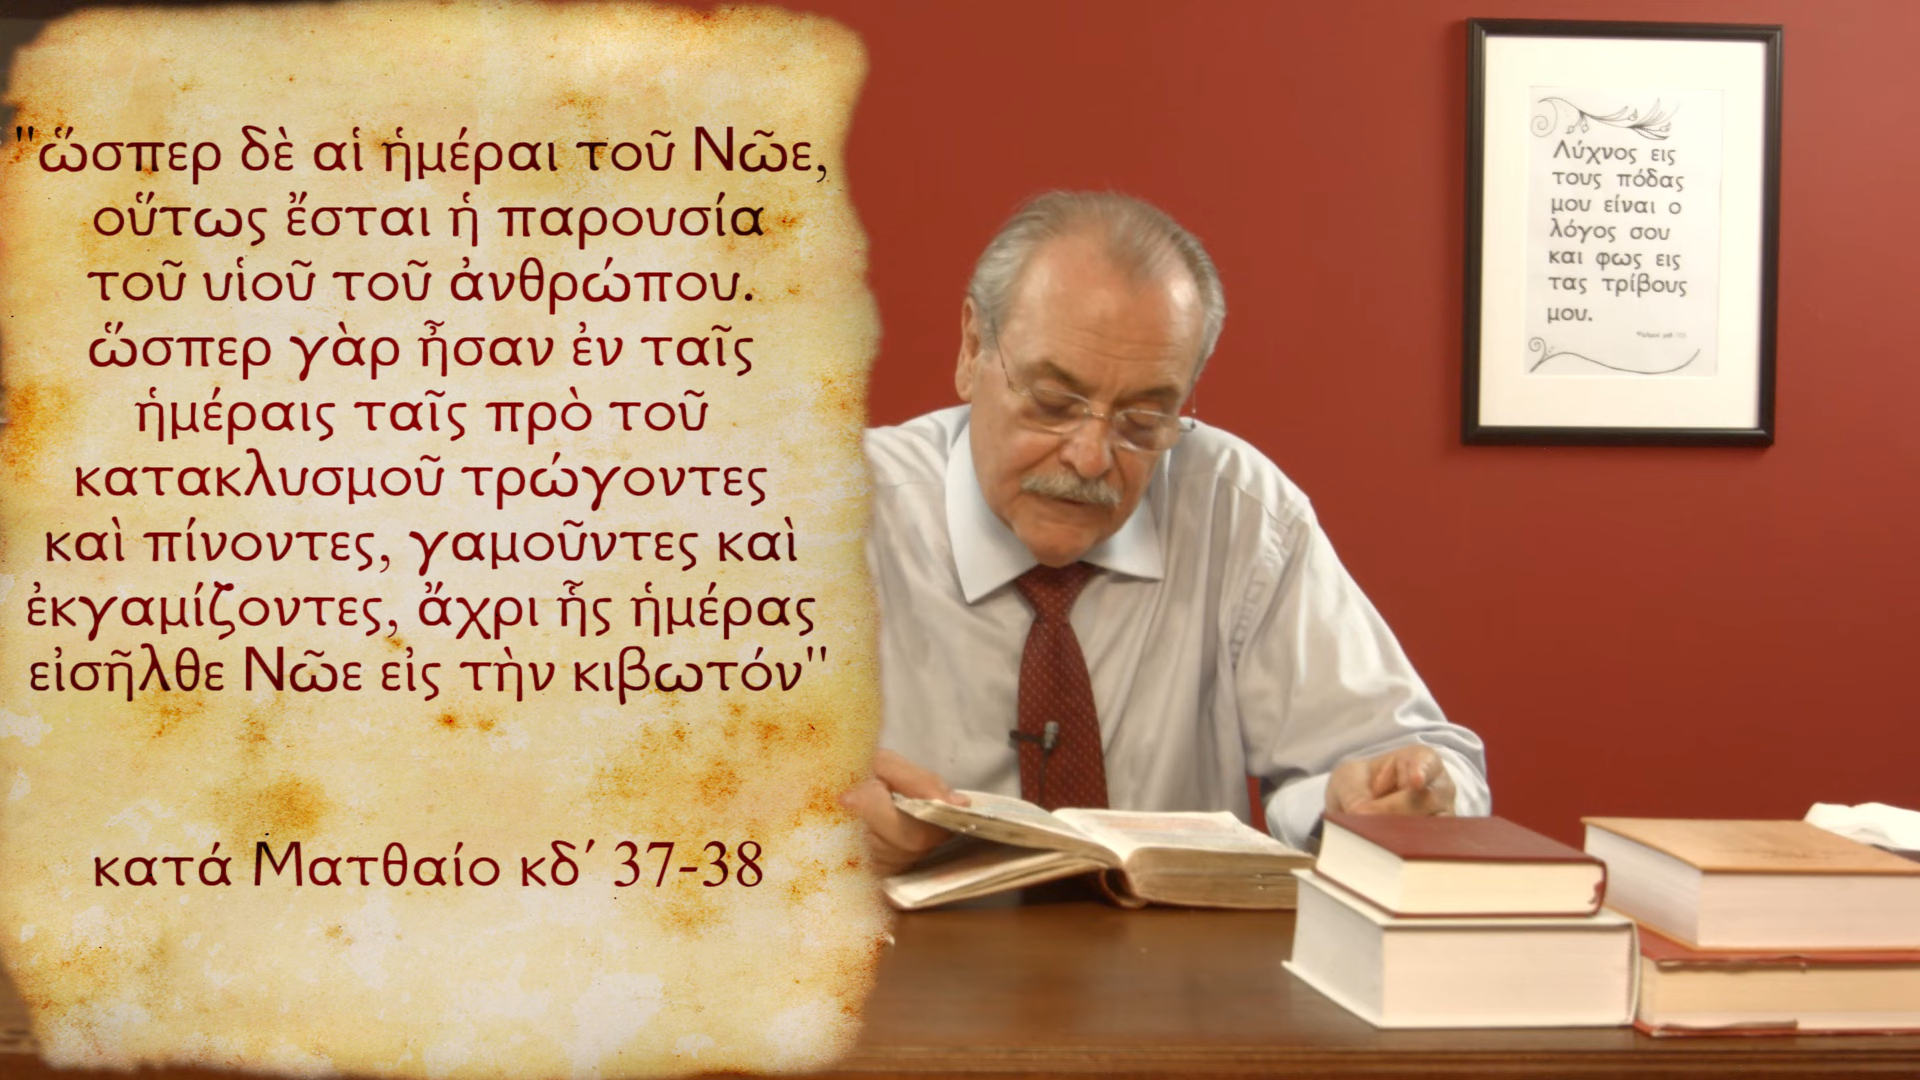 "ὥσπερ δὲ αἱ ἡμέραι τοῦ Νῶε,
οὕτως ἔσται ἡ παρουσία
τοῦ υἱοῦ τοῦ ἀνθρώπου.
ὥσπερ γὰρ ἦσαν ἐν ταῖς
ἡμέραις ταῖς πρὸ τοῦ
κατακλυσμοῦ τρώγοντες
καὶ πίνοντες, γαμοῦντες καὶ
ἐκγαμίζοντες, ἄχρι ἧς ἡμέρας
εἰσῆλθε Νῶε εἰς τὴν κιβωτόν"
κατά Ματθαίο κδ΄ 37-38
Λύχνος εις
τους πόδας
μου είναι ο
λόγος σου
και φως εις
τας τρίβους
μου.